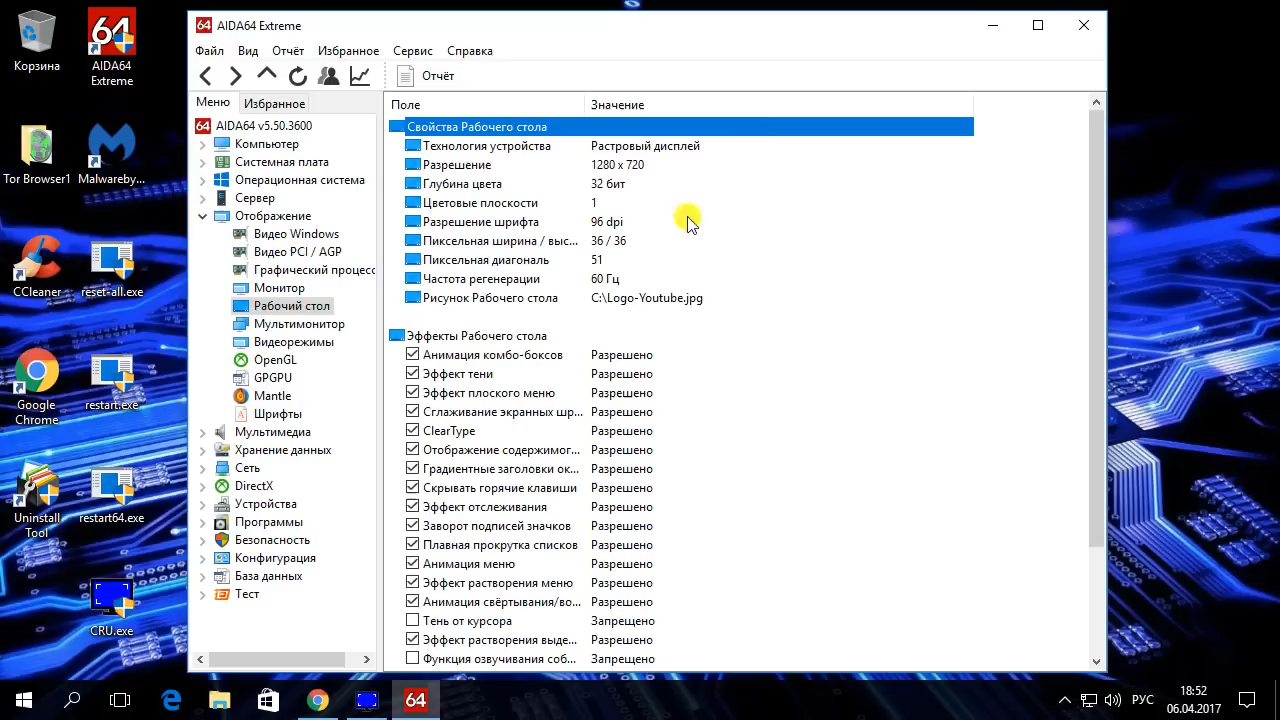 Корзина
AIDA64
Extreme
Tor Browser1
Malwareby...
CCleaner
reset-all.exe
Google
Chrome
restart.exe
Uninstall
Tool
restart64.exe
CRU.exe
64 AIDA64 Extreme
Файл Вид Отчёт Избранное Сервис Справка
Отчёт
Меню Избранное
AIDA64 v5.50.3600
Компьютер
Системная плата
Операционная система
Сервер
Отображение
Видео Windows
Видео PCI / AGP
Графический процесс
Монитор
Рабочий стол
Мультимонитор
Видеорежимы
OpenGL
GPGPU
Mantle
Шрифты
Мультимедиа
Хранение данных
Сеть
DirectX
Устройства
Программы
Безопасность
Конфигурация
База данных
Тест
Поле Значение
Свойства Рабочего стола
Технология устройства Растровый дисплей
Разрешение 1280 x 720
Глубина цвета 32 бит
Цветовые плоскости 1
Разрешение шрифта 96 dpi
Пиксельная ширина / выс... 36 / 36
Пиксельная диагональ 51
Частота регенерации 60 Гц
Рисунок Рабочего стола C:\Logo-Youtube.jpg
Эффекты Рабочего стола
Анимация комбо-боксов Разрешено
Эффект тени Разрешено
Эффект плоского меню Разрешено
Сглаживание экранных шр... Разрешено
ClearType Разрешено
Отображение содержимог... Разрешено
Градиентные заголовки ок... Разрешено
Скрывать горячие клавиши Разрешено
Эффект отслеживания Разрешено
Заворот подписей значков Разрешено
Плавная прокрутка списков Разрешено
Анимация меню Разрешено
Эффект растворения меню Разрешено
Анимация свёртывания/во... Разрешено
Тень от курсора Запрещено
Эффект растворения выде... Разрешено
Функция озвучивания соб... Запрещено
64
РУС
18:52
06.04.2017